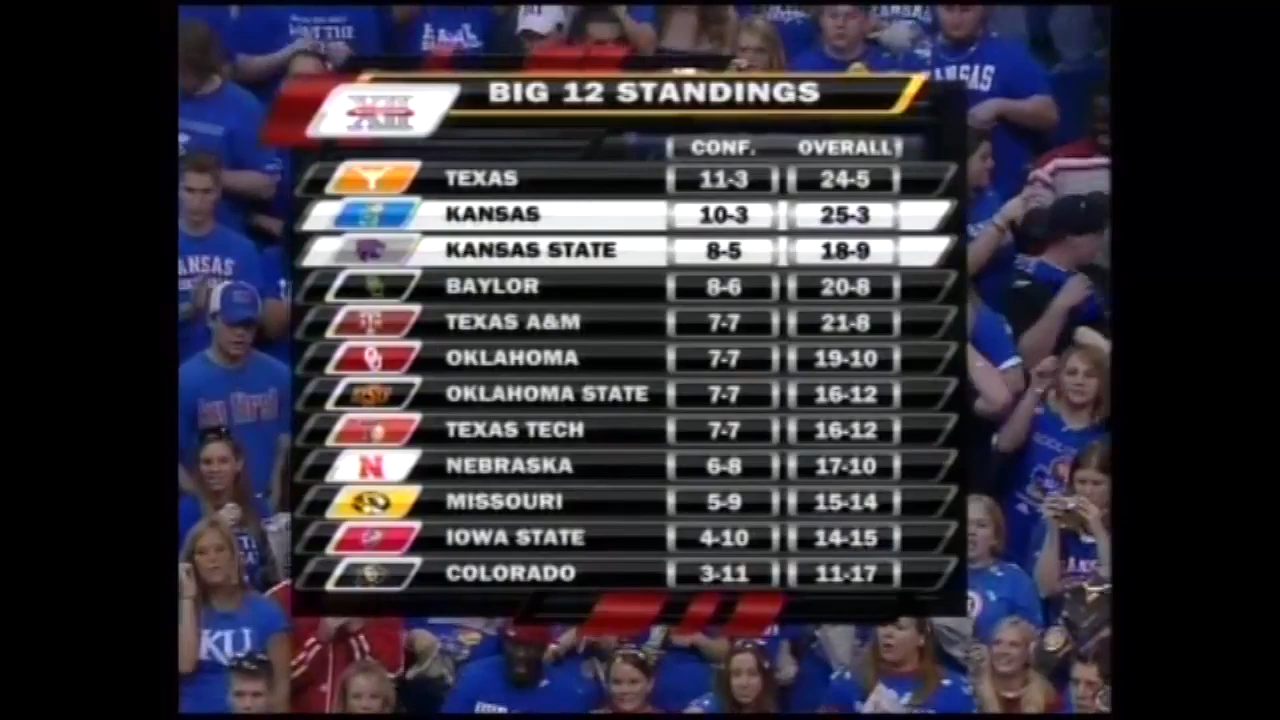 BIG 12 STANDINGS
XII
CONF. OVERALL
TEXAS 11-3 24-5
KANSAS 10-3 25-3
KANSAS STATE 8-5 18-9
BAYLOR 8-6 20-8
TEXAS A&M 7-7 21-8
OKLAHOMA 7-7 19-10
OKLAHOMA STATE 7-7 16-12
TEXAS TECH 7-7 16-12
N NEBRASKA 6-8 17-10
MISSOURI 5-9 15-14
IOWA STATE 4-10 14-15
COLORADO 3-11 11-17
KU